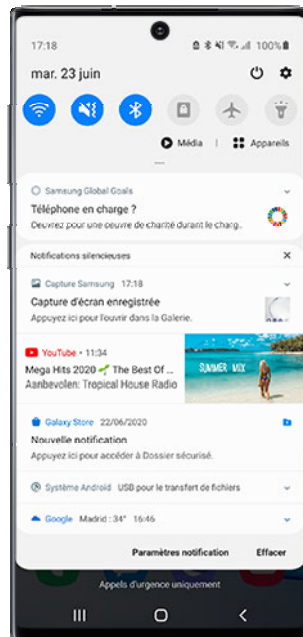 17:18 100%
mar. 23 juin
Média | Appareils
Samsung Global Goals
Téléphone en charge ?
Oeuvrez pour une oeuvre de charité durant le charg..
Notifications silencieuses
Capture Samsung 17:18
Capture d'écran enregistrée
Appuyez ici pour l'ouvrir dans la Galerie.
YouTube • 11:34
Mega Hits 2020 🌱 The Best Of ...
Aanbevolen: Tropical House Radio
SUMMER MIX
Galaxy Store 22/06/2020
Nouvelle notification
Appuyez ici pour accéder à Dossier sécurisé.
Système Android USB pour le transfert de fichiers
Google Madrid : 34° 16:46
Paramètres notification Effacer
Appels d'urgence uniquement